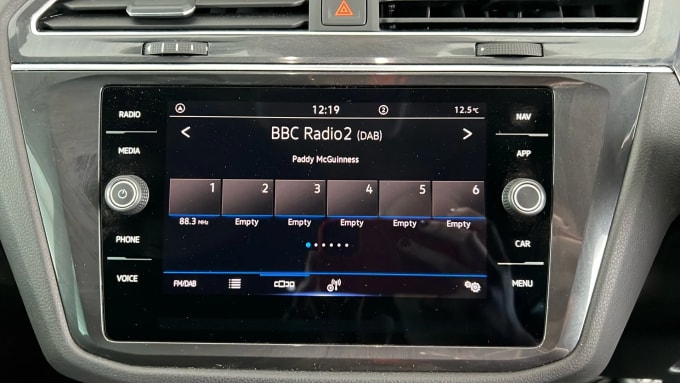 RADIO
MEDIA
PHONE
VOICE
12:19
2
12.5 °C
< BBC Radio2 (DAB) >
Paddy McGuinness
1 2 3 4 5 6
88.3 MHz Empty Empty Empty Empty Empty
FM/DAB
NAV
APP
CAR
MENU